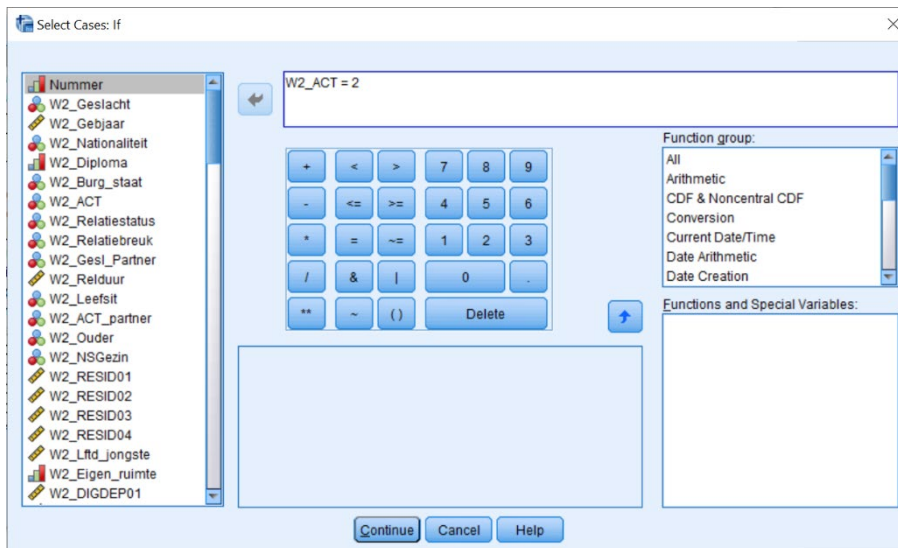 Select Cases: If
Nummer
W2_Geslacht
W2_Gebjaar
W2_Nationaliteit
W2_Diploma
W2_Burg_staat
W2_ACT
W2_Relatiestatus
W2_Relatiebreuk
W2_Gesl_Partner
W2_Relduur
W2_Leefsit
W2_ACT_partner
W2_Ouder
W2_NSGezin
W2_RESID01
W2_RESID02
W2_RESID03
W2_RESID04
W2_Lftd_jongste
W2_Eigen_ruimte
W2_DIGDEP01
W2_ACT = 2
+ < > 7 8 9
- <= >= 4 5 6
* = ~= 1 2 3
/ & | 0 .
** ~ ( ) Delete
Function group:
All
Arithmetic
CDF & Noncentral CDF
Conversion
Current Date/Time
Date Arithmetic
Date Creation
Functions and Special Variables:
Continue Cancel Help